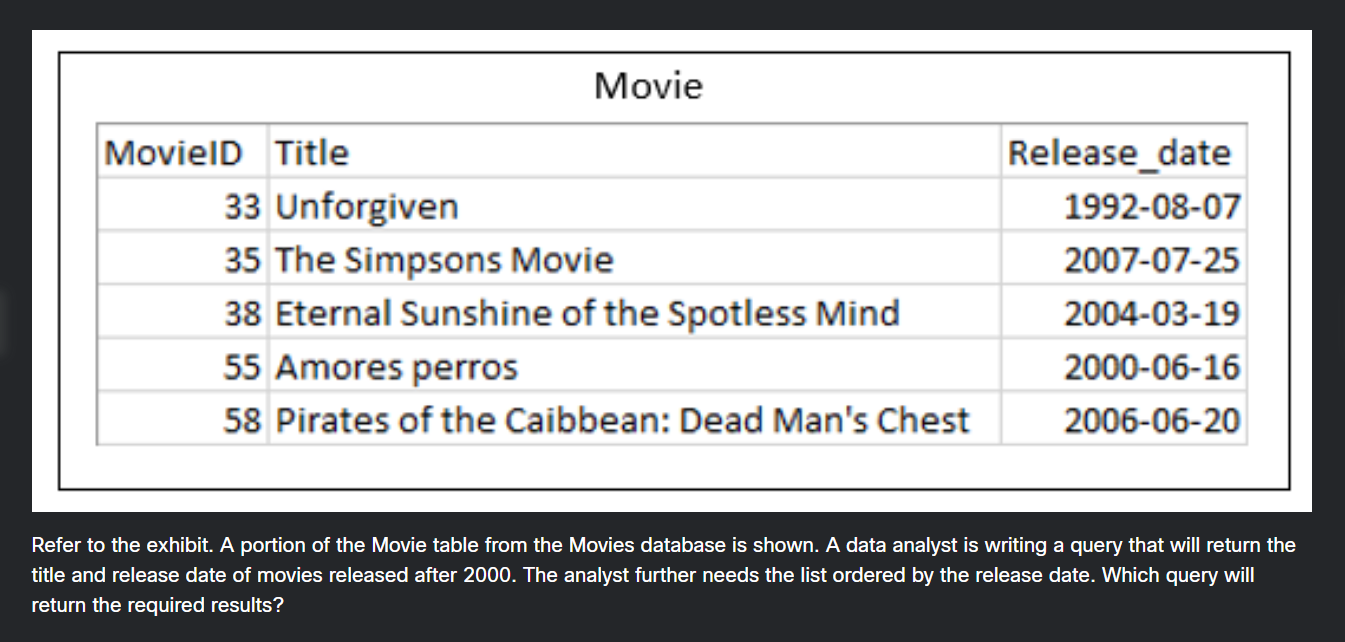 Movie
MovieID Title Release_date
33 Unforgiven 1992-08-07
35 The Simpsons Movie 2007-07-25
38 Eternal Sunshine of the Spotless Mind 2004-03-19
55 Amores perros 2000-06-16
58 Pirates of the Caibbean: Dead Man's Chest 2006-06-20
Refer to the exhibit. A portion of the Movie table from the Movies database is shown. A data analyst is writing a query that will return the
title and release date of movies released after 2000. The analyst further needs the list ordered by the release date. Which query will
return the required results?